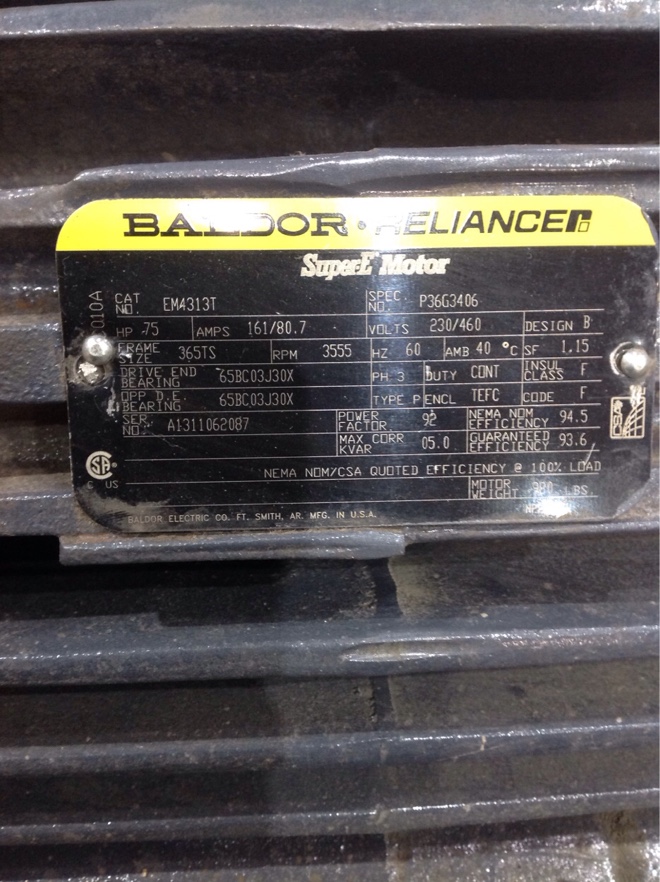 BALDOR • RELIANCE
SuperE Motor
CAT. NO. EM4313T SPEC. NO. P36G3406
HP 75 AMPS 161/80.7 VOLTS 230/460 DESIGN B
FRAME SIZE 365TS RPM 3555 HZ 60 AMB 40 °C SF 1.15
DRIVE END BEARING 65BC03J30X PH 3 DUTY CONT INSUL CLASS F
OPP D.E. BEARING 65BC03J30X TYPE P ENCL TEFC CODE F
SER. NO. A1311062087 POWER FACTOR 92 NEMA NOM EFFICIENCY 94.5
MAX CORR KVAR 05.0 GUARANTEED EFFICIENCY 93.6
NEMA NOM/CSA QUOTED EFFICIENCY @ 100% LOAD
MOTOR WEIGHT LBS.
BALDOR ELECTRIC CO. FT. SMITH, AR. MFG. IN U.S.A.
C US